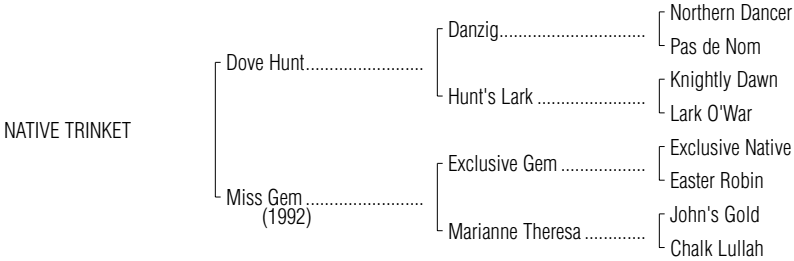 Northern Dancer
Danzig..............................
Pas de Nom
Dove Hunt........................
Knightly Dawn
Hunt's Lark ......................
Lark O'War
NATIVE TRINKET
Exclusive Native
Exclusive Gem .................
Easter Robin
Miss Gem ........................
(1992)
John's Gold
Marianne Theresa ............
Chalk Lullah